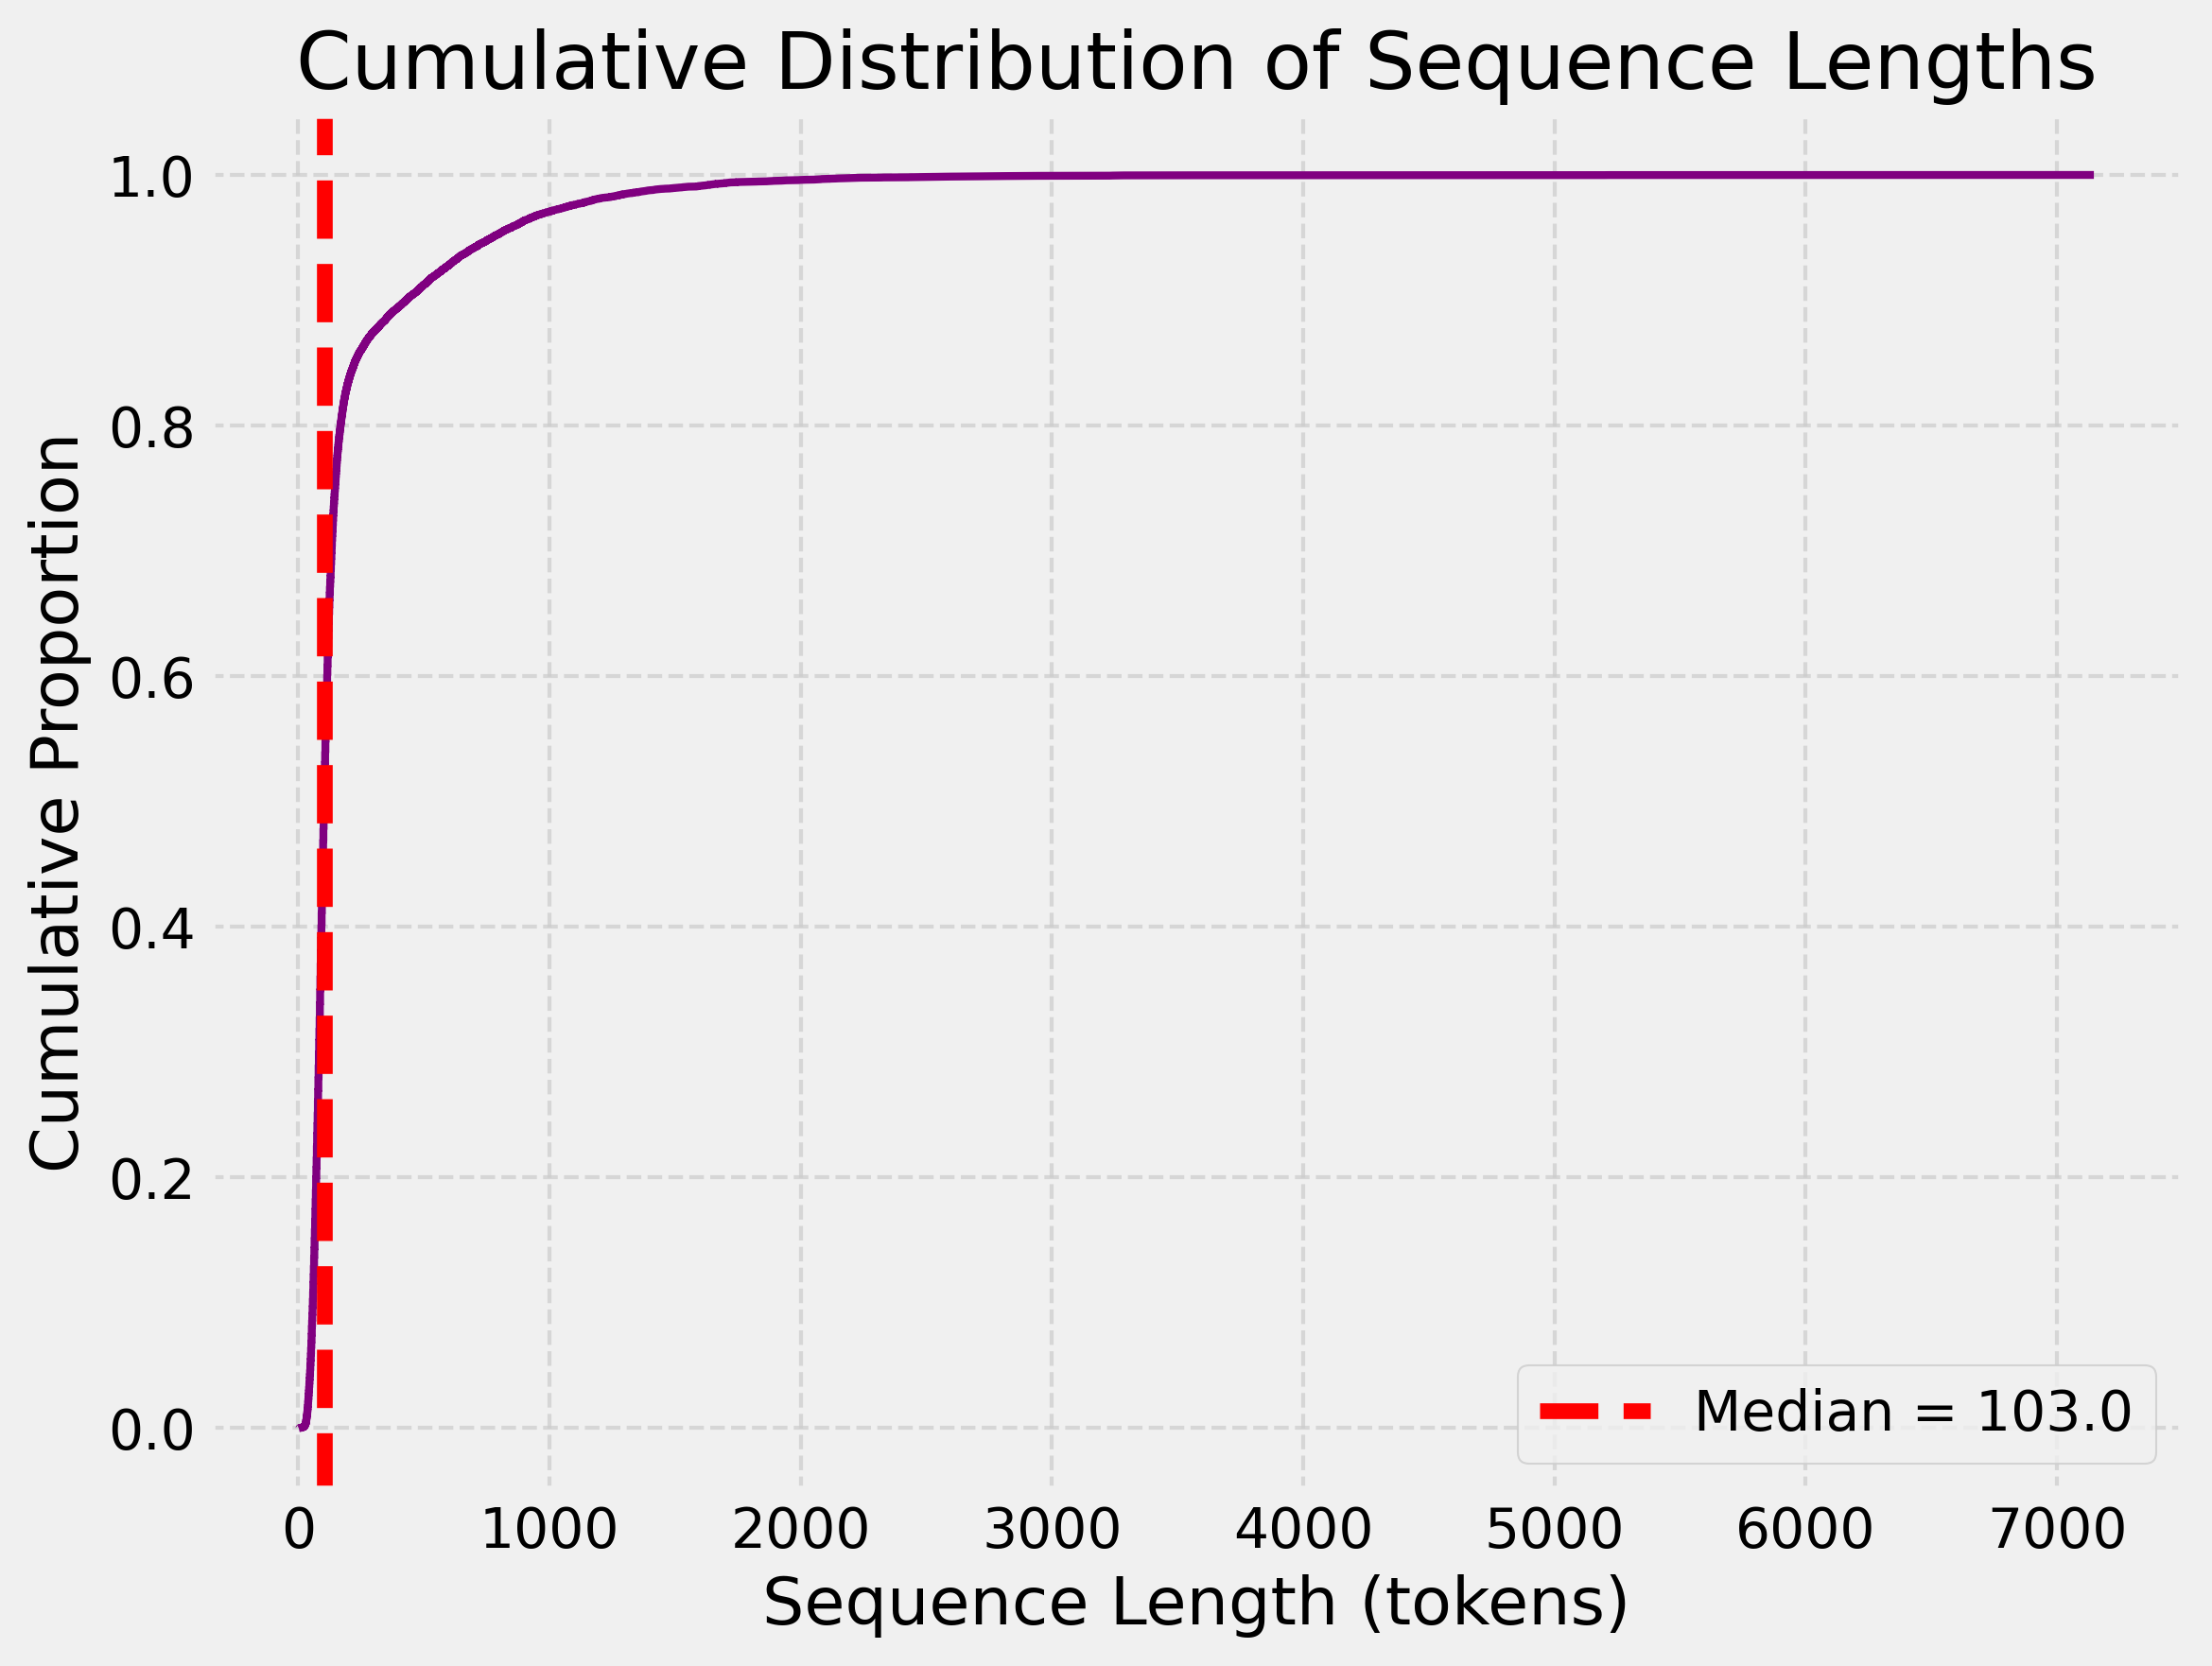 Cumulative Distribution of Sequence Lengths
Cumulative Proportion
1.0
0.8
0.6
0.4
0.2
0.0
Median = 103.0
0 1000 2000 3000 4000 5000 6000 7000
Sequence Length (tokens)